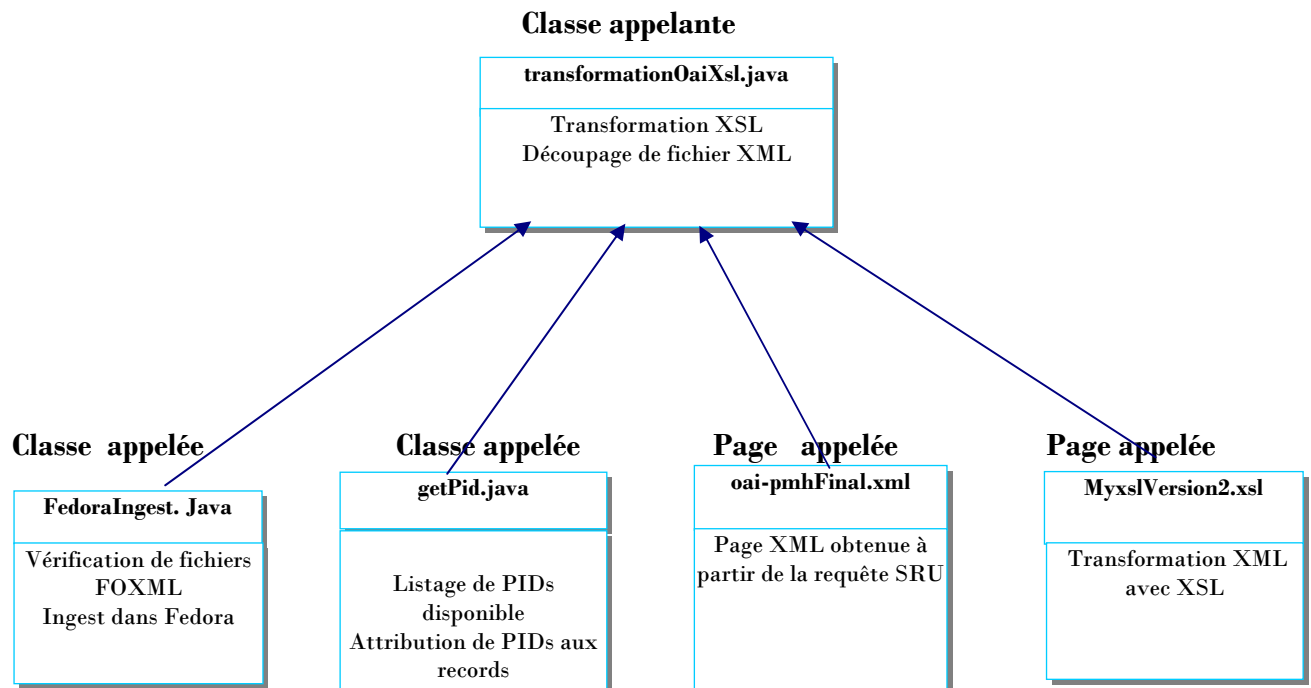 Classe appelante
transformationOaiXsl.java
Transformation XSL
Découpage de fichier XML
Classe appelée
FedoraIngest. Java
Vérification de fichiers
FOXML
Ingest dans Fedora
Classe appelée
getPid.java
Listage de PIDs
disponible
Attribution de PIDs aux
records
Page appelée
oai-pmhFinal.xml
Page XML obtenue à
partir de la requête SRU
Page appelée
MyxslVersion2.xsl
Transformation XML
avec XSL